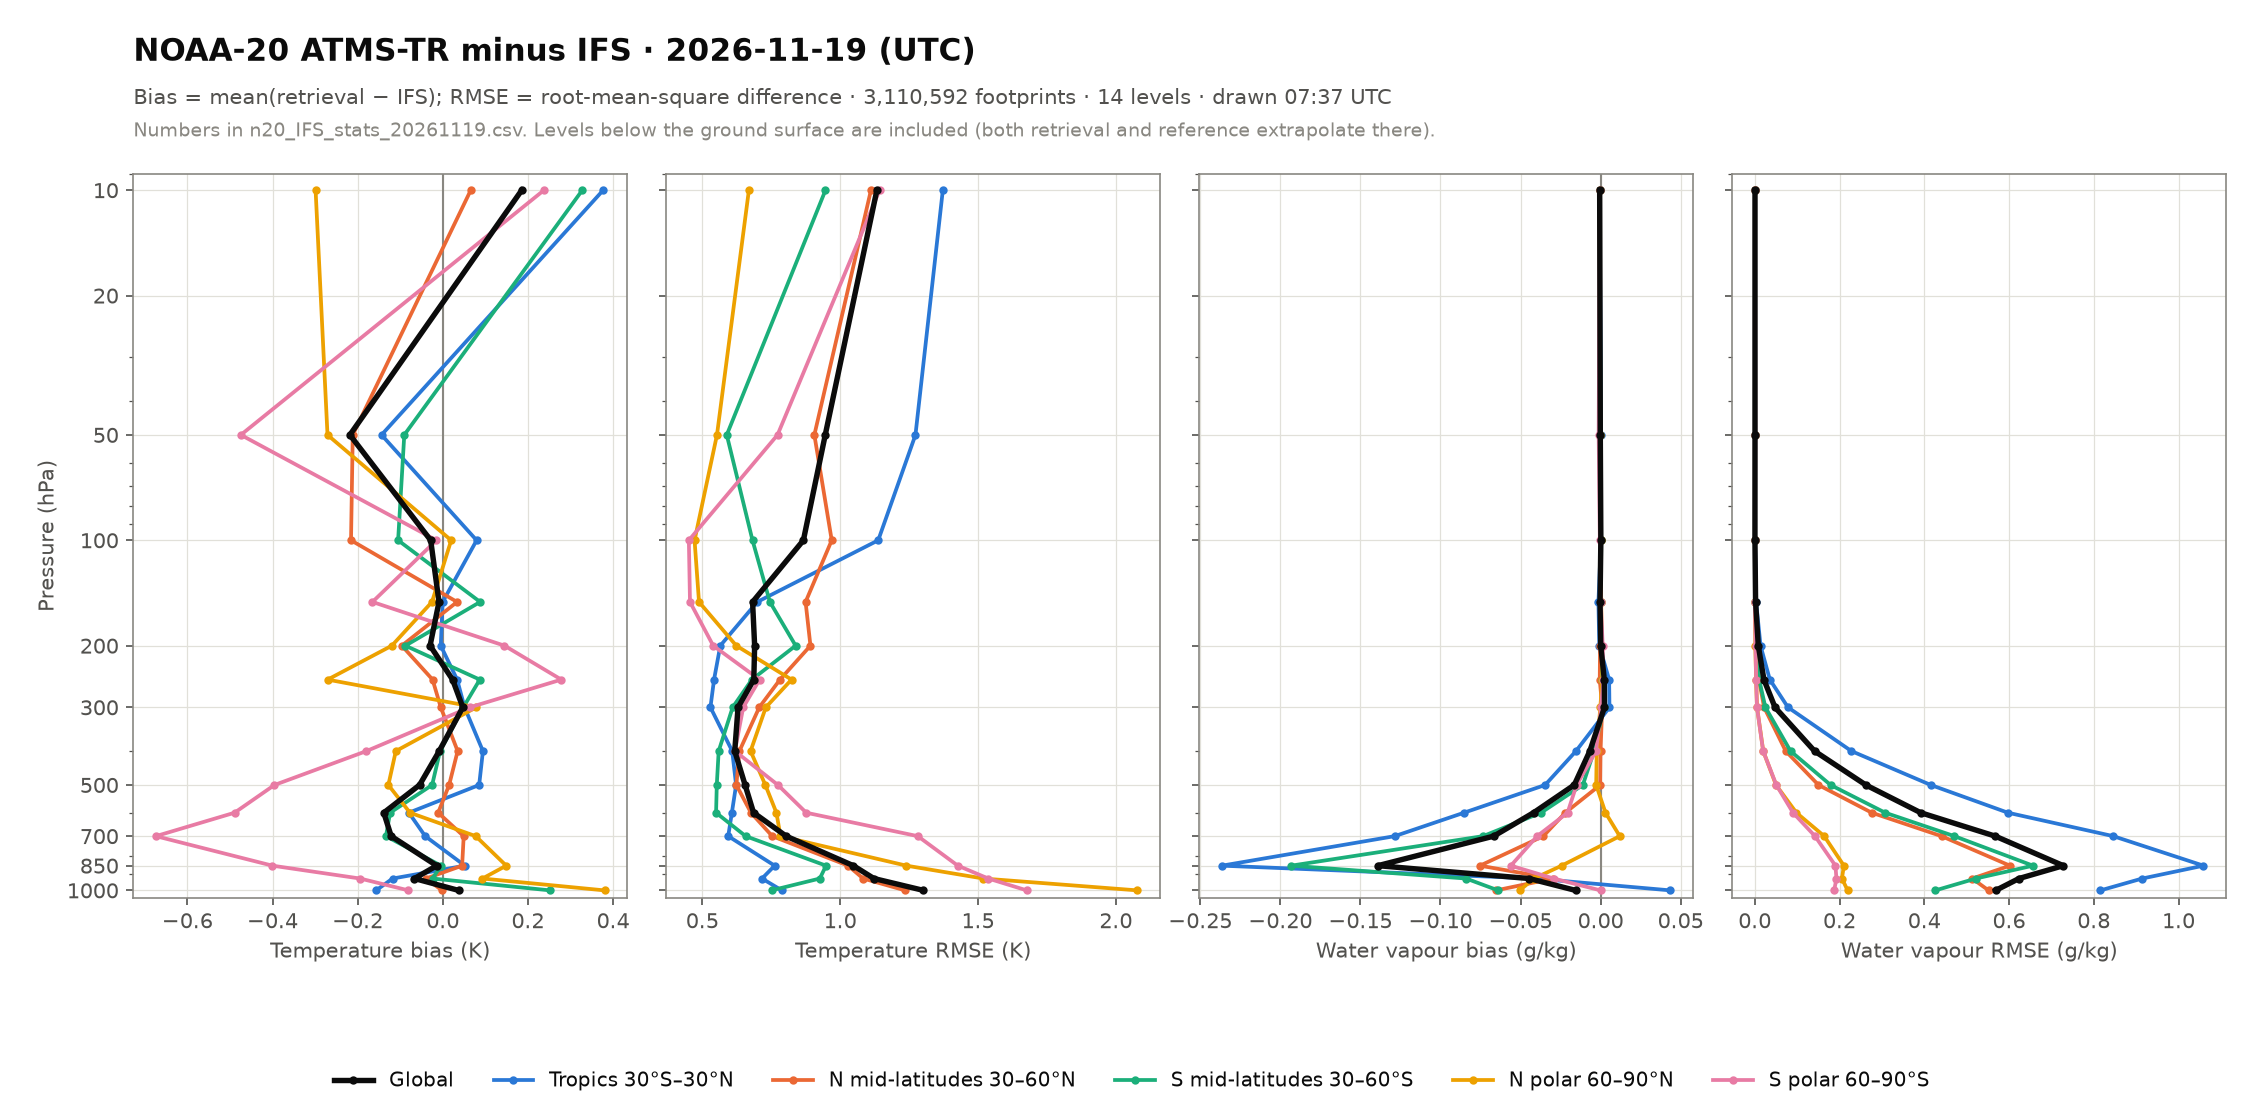 NOAA-20 ATMS-TR minus IFS · 2026-11-19 (UTC)
Bias = mean(retrieval − IFS); RMSE = root-mean-square difference · 3,110,592 footprints · 14 levels · drawn 07:37 UTC
Numbers in n20_IFS_stats_20261119.csv. Levels below the ground surface are included (both retrieval and reference extrapolate there).
Pressure (hPa)
10
20
50
100
200
300
500
700
850
1000
−0.6 −0.4 −0.2 0.0 0.2 0.4
Temperature bias (K)
0.5 1.0 1.5 2.0
Temperature RMSE (K)
−0.25 −0.20 −0.15 −0.10 −0.05 0.00 0.05
Water vapour bias (g/kg)
0.0 0.2 0.4 0.6 0.8 1.0
Water vapour RMSE (g/kg)
Global Tropics 30°S–30°N N mid-latitudes 30–60°N S mid-latitudes 30–60°S N polar 60–90°N S polar 60–90°S